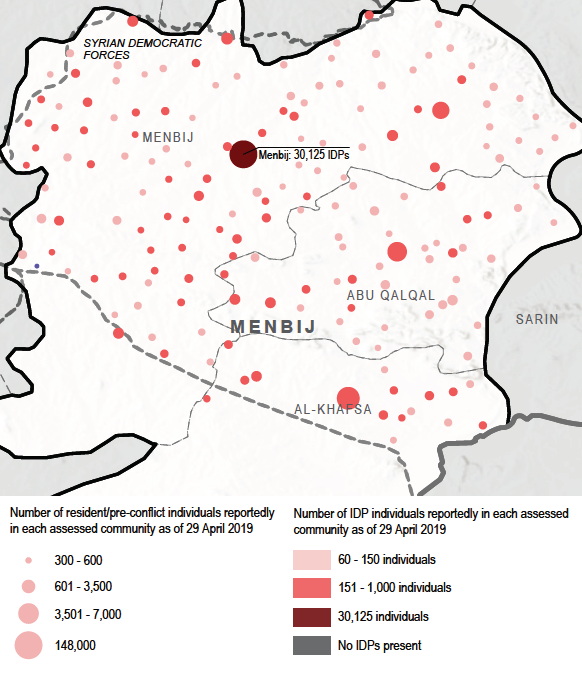 SYRIAN DEMOCRATIC
FORCES
MENBIJ
Menbij: 30,125 IDPs
ABU QALQAL
SARIN
MENBIJ
AL-KHAFSA
Number of resident/pre-conflict individuals reportedly
in each assessed community as of 29 April 2019
300 - 600
601 - 3,500
3,501 - 7,000
148,000
Number of IDP individuals reportedly in each assessed
community as of 29 April 2019
60 - 150 individuals
151 - 1,000 individuals
30,125 individuals
No IDPs present